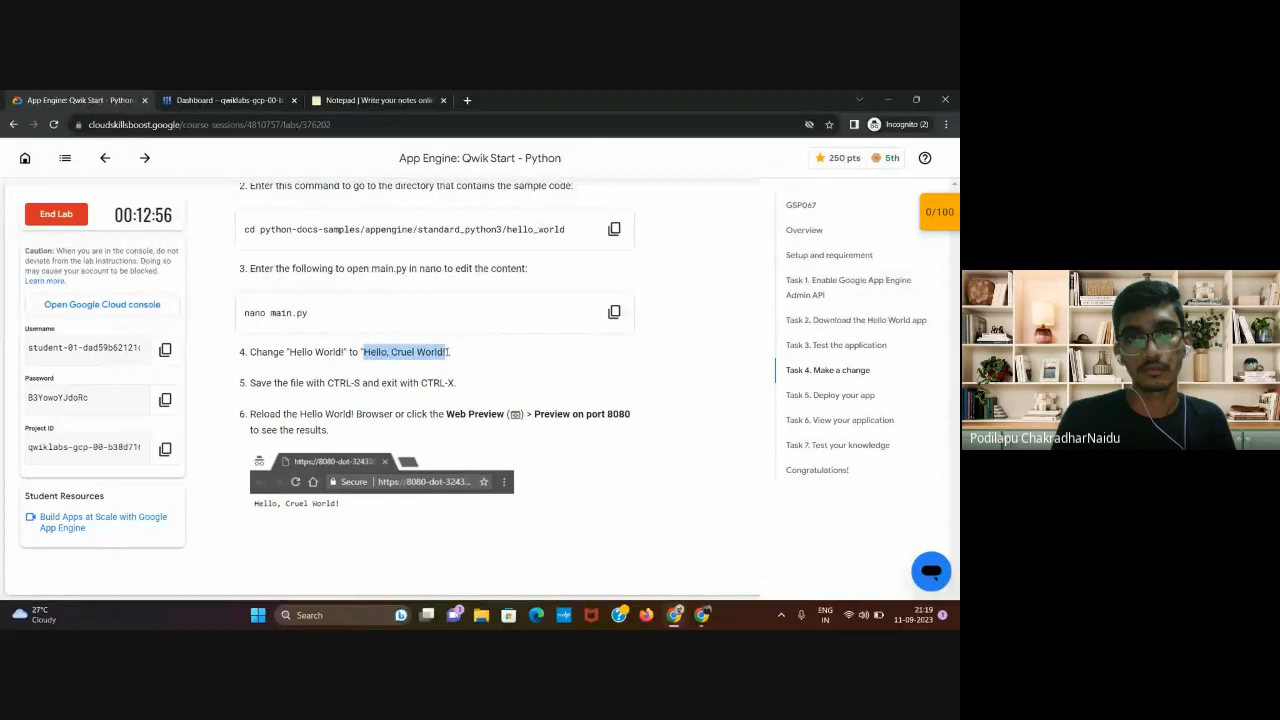 App Engine: Qwik Start - Python
Dashboard – qwiklabs-gcp-00-b
Notepad | Write your notes onlin
cloudskillsboost.google/course_sessions/4810757/labs/376202
Incognito (2)
App Engine: Qwik Start - Python
250 pts
5th
End Lab
00:12:56
0/100
Caution: When you are in the console, do not
deviate from the lab instructions. Doing so
may cause your account to be blocked.
Learn more.
Open Google Cloud console
Username
student-01-dad59b62121
Password
B3YowoYJdoRc
Project ID
qwiklabs-gcp-00-b38d71
Student Resources
Build Apps at Scale with Google
App Engine
2. Enter this command to go to the directory that contains the sample code:
cd python-docs-samples/appengine/standard_python3/hello_world
3. Enter the following to open main.py in nano to edit the content:
nano main.py
4. Change "Hello World!" to "Hello, Cruel World!
5. Save the file with CTRL-S and exit with CTRL-X.
6. Reload the Hello World! Browser or click the Web Preview ( ) > Preview on port 8080
to see the results.
https://8080-dot-32433
Secure | https://8080-dot-3243...
Hello, Cruel World!
GSP067
Overview
Setup and requirement
Task 1. Enable Google App Engine
Admin API
Task 2. Download the Hello World app
Task 3. Test the application
Task 4. Make a change
Task 5. Deploy your app
Task 6. View your application
Task 7. Test your knowledge
Congratulations!
Podilapu ChakradharNaidu
27°C
Cloudy
Search
ENG
IN
21:19
11-09-2023